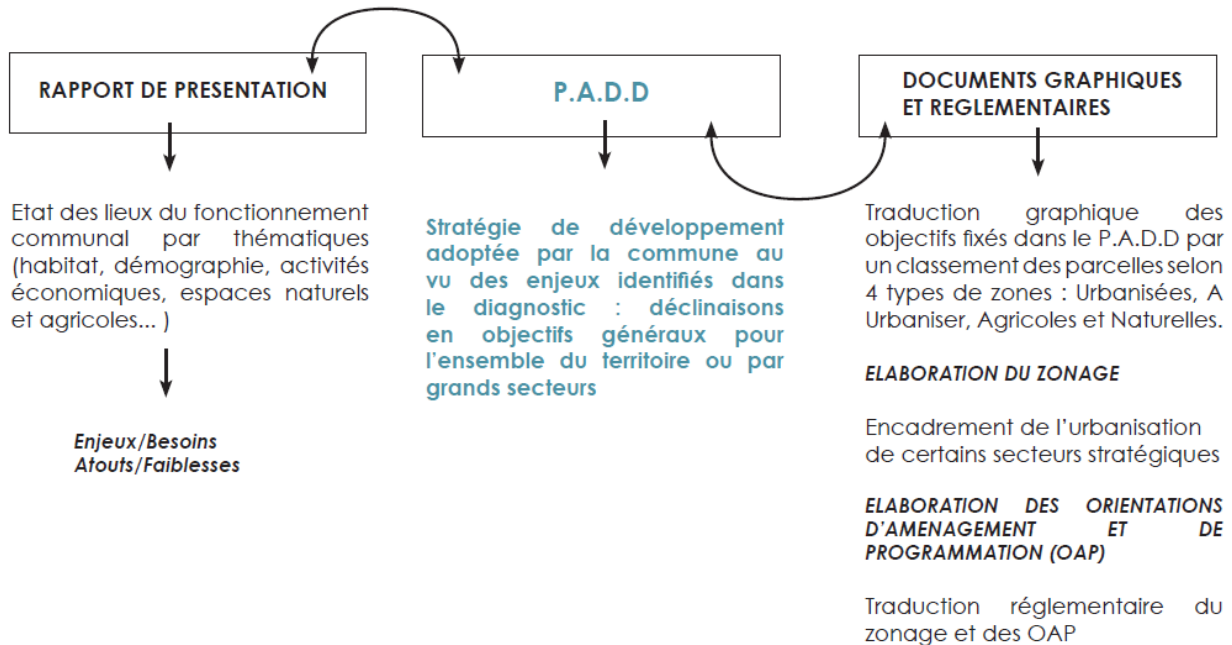 RAPPORT DE PRESENTATION
Etat des lieux du fonctionnement
communal par thématiques
(habitat, démographie, activités
économiques, espaces naturels
et agricoles... )
Enjeux/Besoins
Atouts/Faiblesses
P.A.D.D
Stratégie de développement
adoptée par la commune au
vu des enjeux identifiés dans
le diagnostic : déclinaisons
en objectifs généraux pour
l'ensemble du territoire ou par
grands secteurs
DOCUMENTS GRAPHIQUES
ET REGLEMENTAIRES
Traduction graphique des
objectifs fixés dans le P.A.D.D par
un classement des parcelles selon
4 types de zones : Urbanisées, A
Urbaniser, Agricoles et Naturelles.
ELABORATION DU ZONAGE
Encadrement de l'urbanisation
de certains secteurs stratégiques
ELABORATION DES ORIENTATIONS
D'AMENAGEMENT ET DE
PROGRAMMATION (OAP)
Traduction réglementaire du
zonage et des OAP